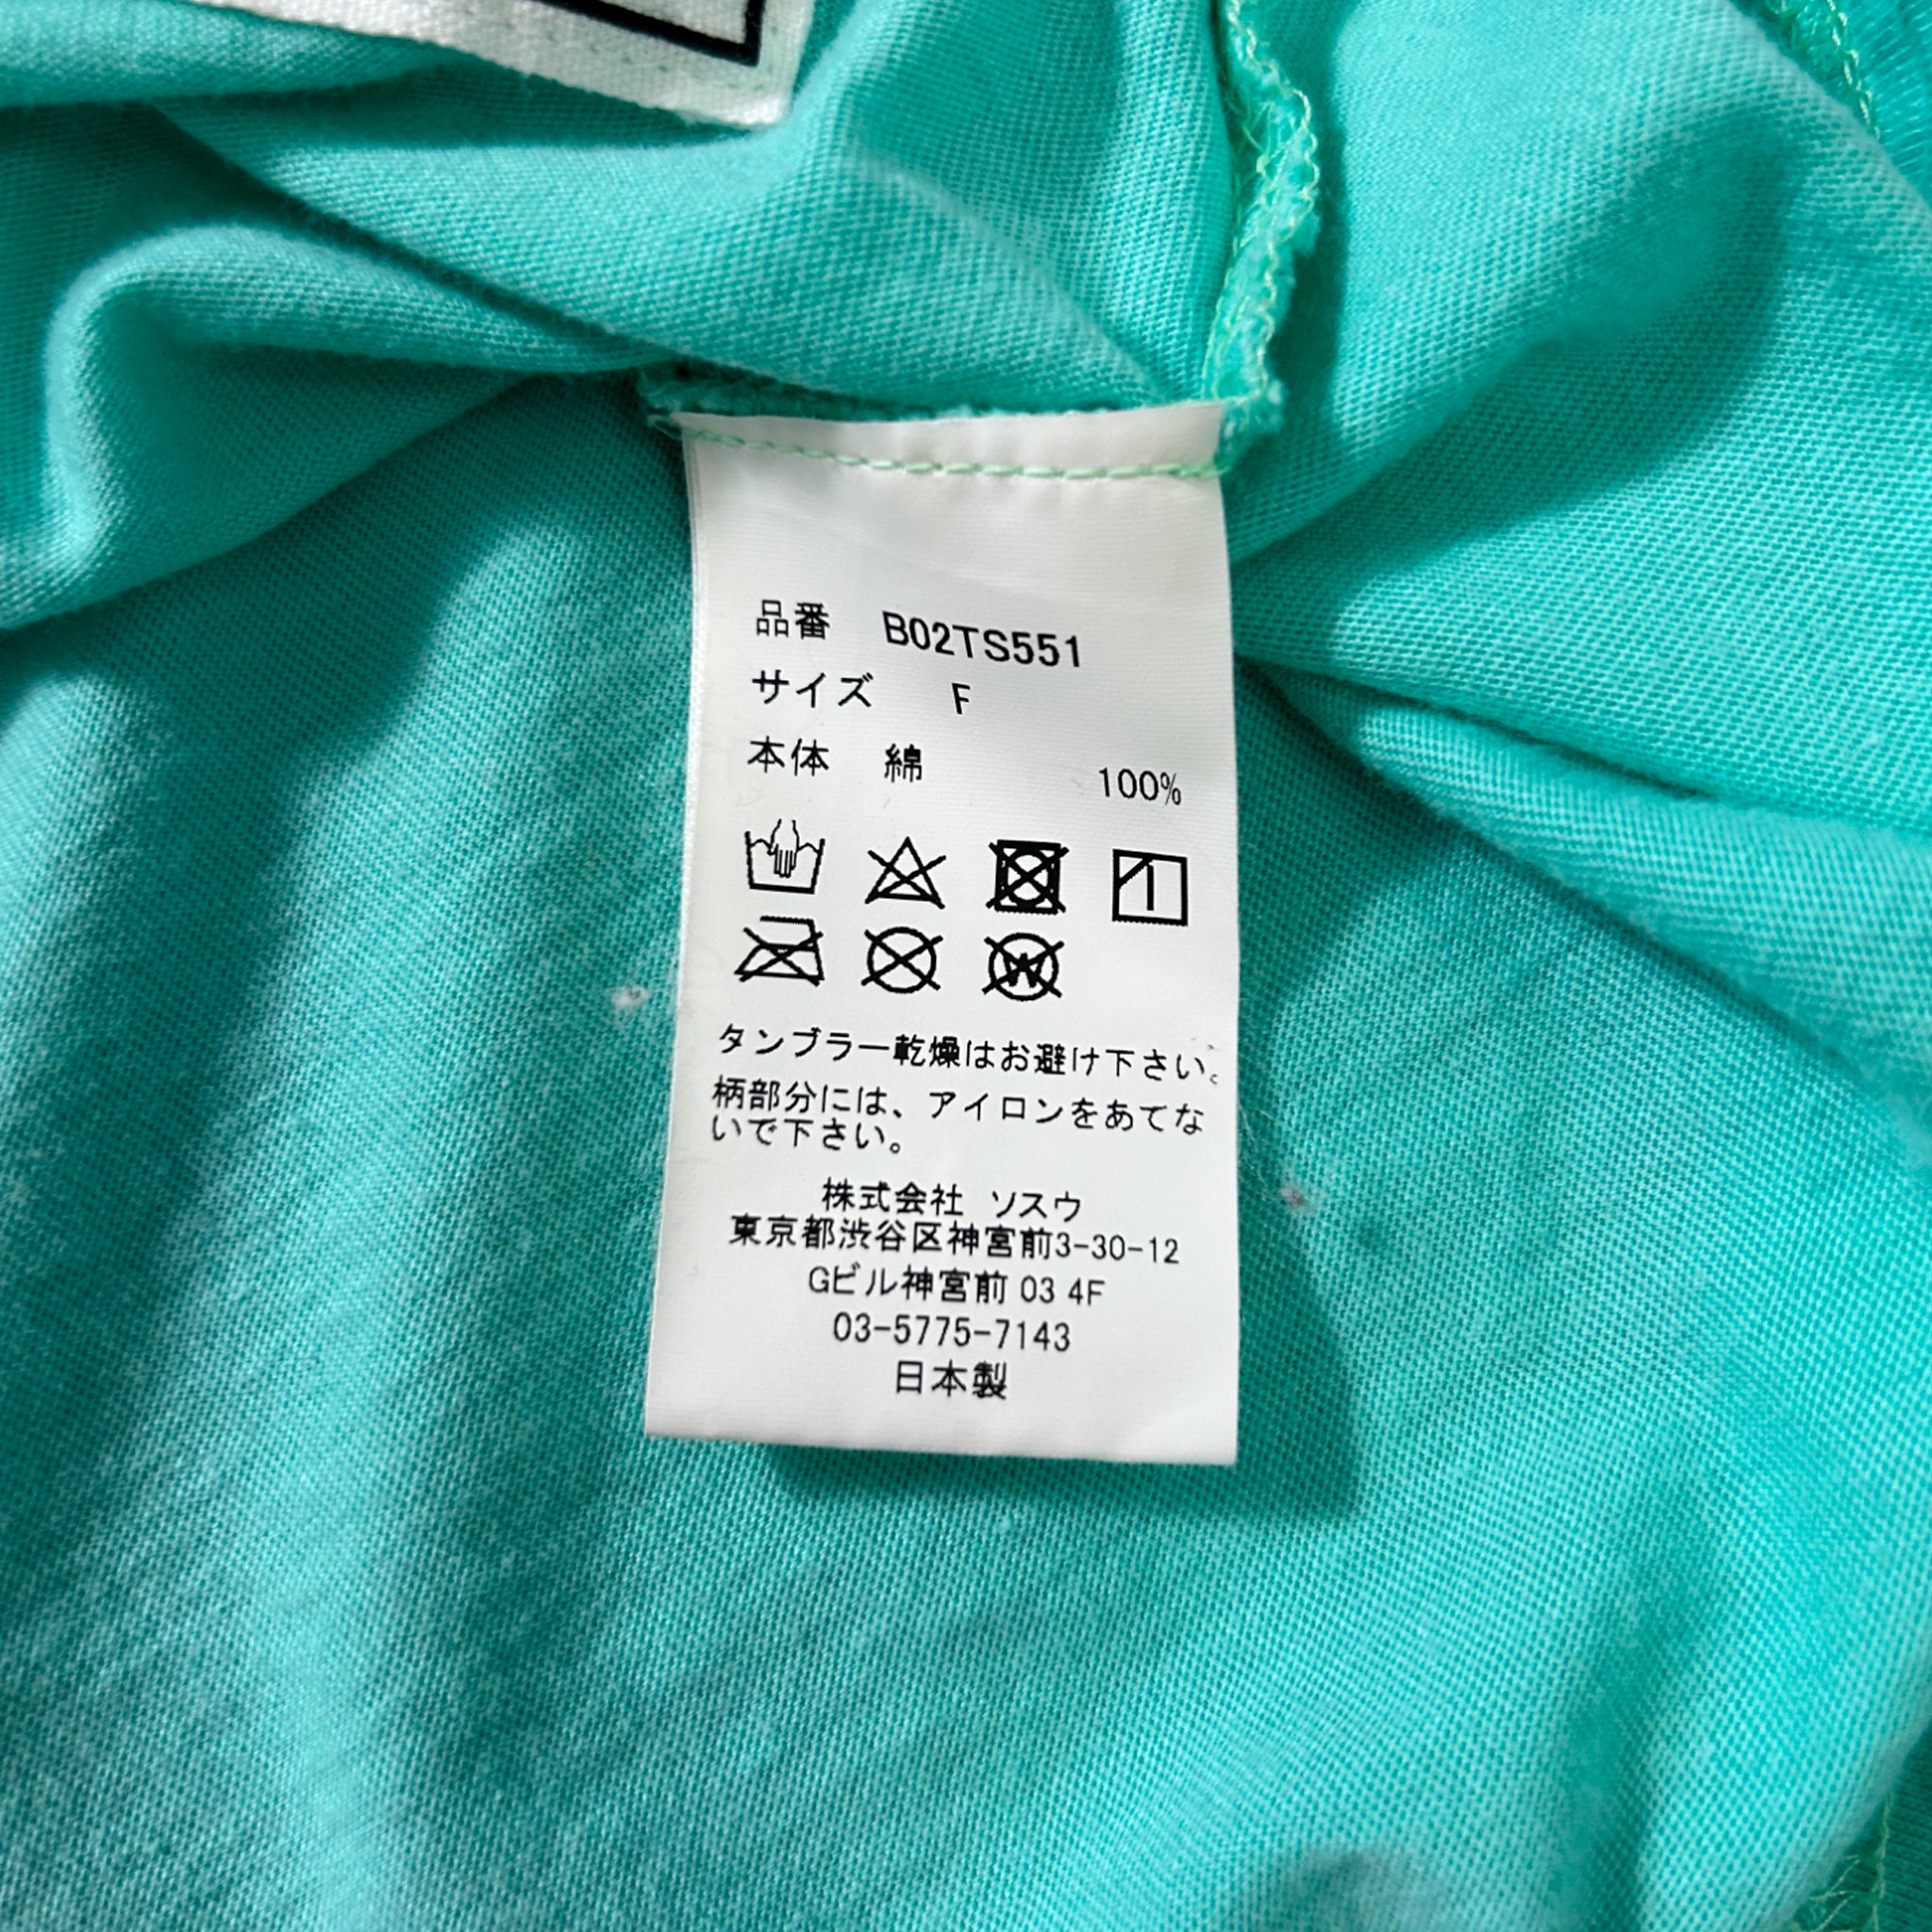 品番 B02TS551
サイズ F
本体 綿 100%
タンブラー乾燥はお避け下さい。
柄部分には、アイロンをあてな
いで下さい。
株式会社 ソスウ
東京都渋谷区神宮前3-30-12
Gビル神宮前 03 4F
03-5775-7143
日本製